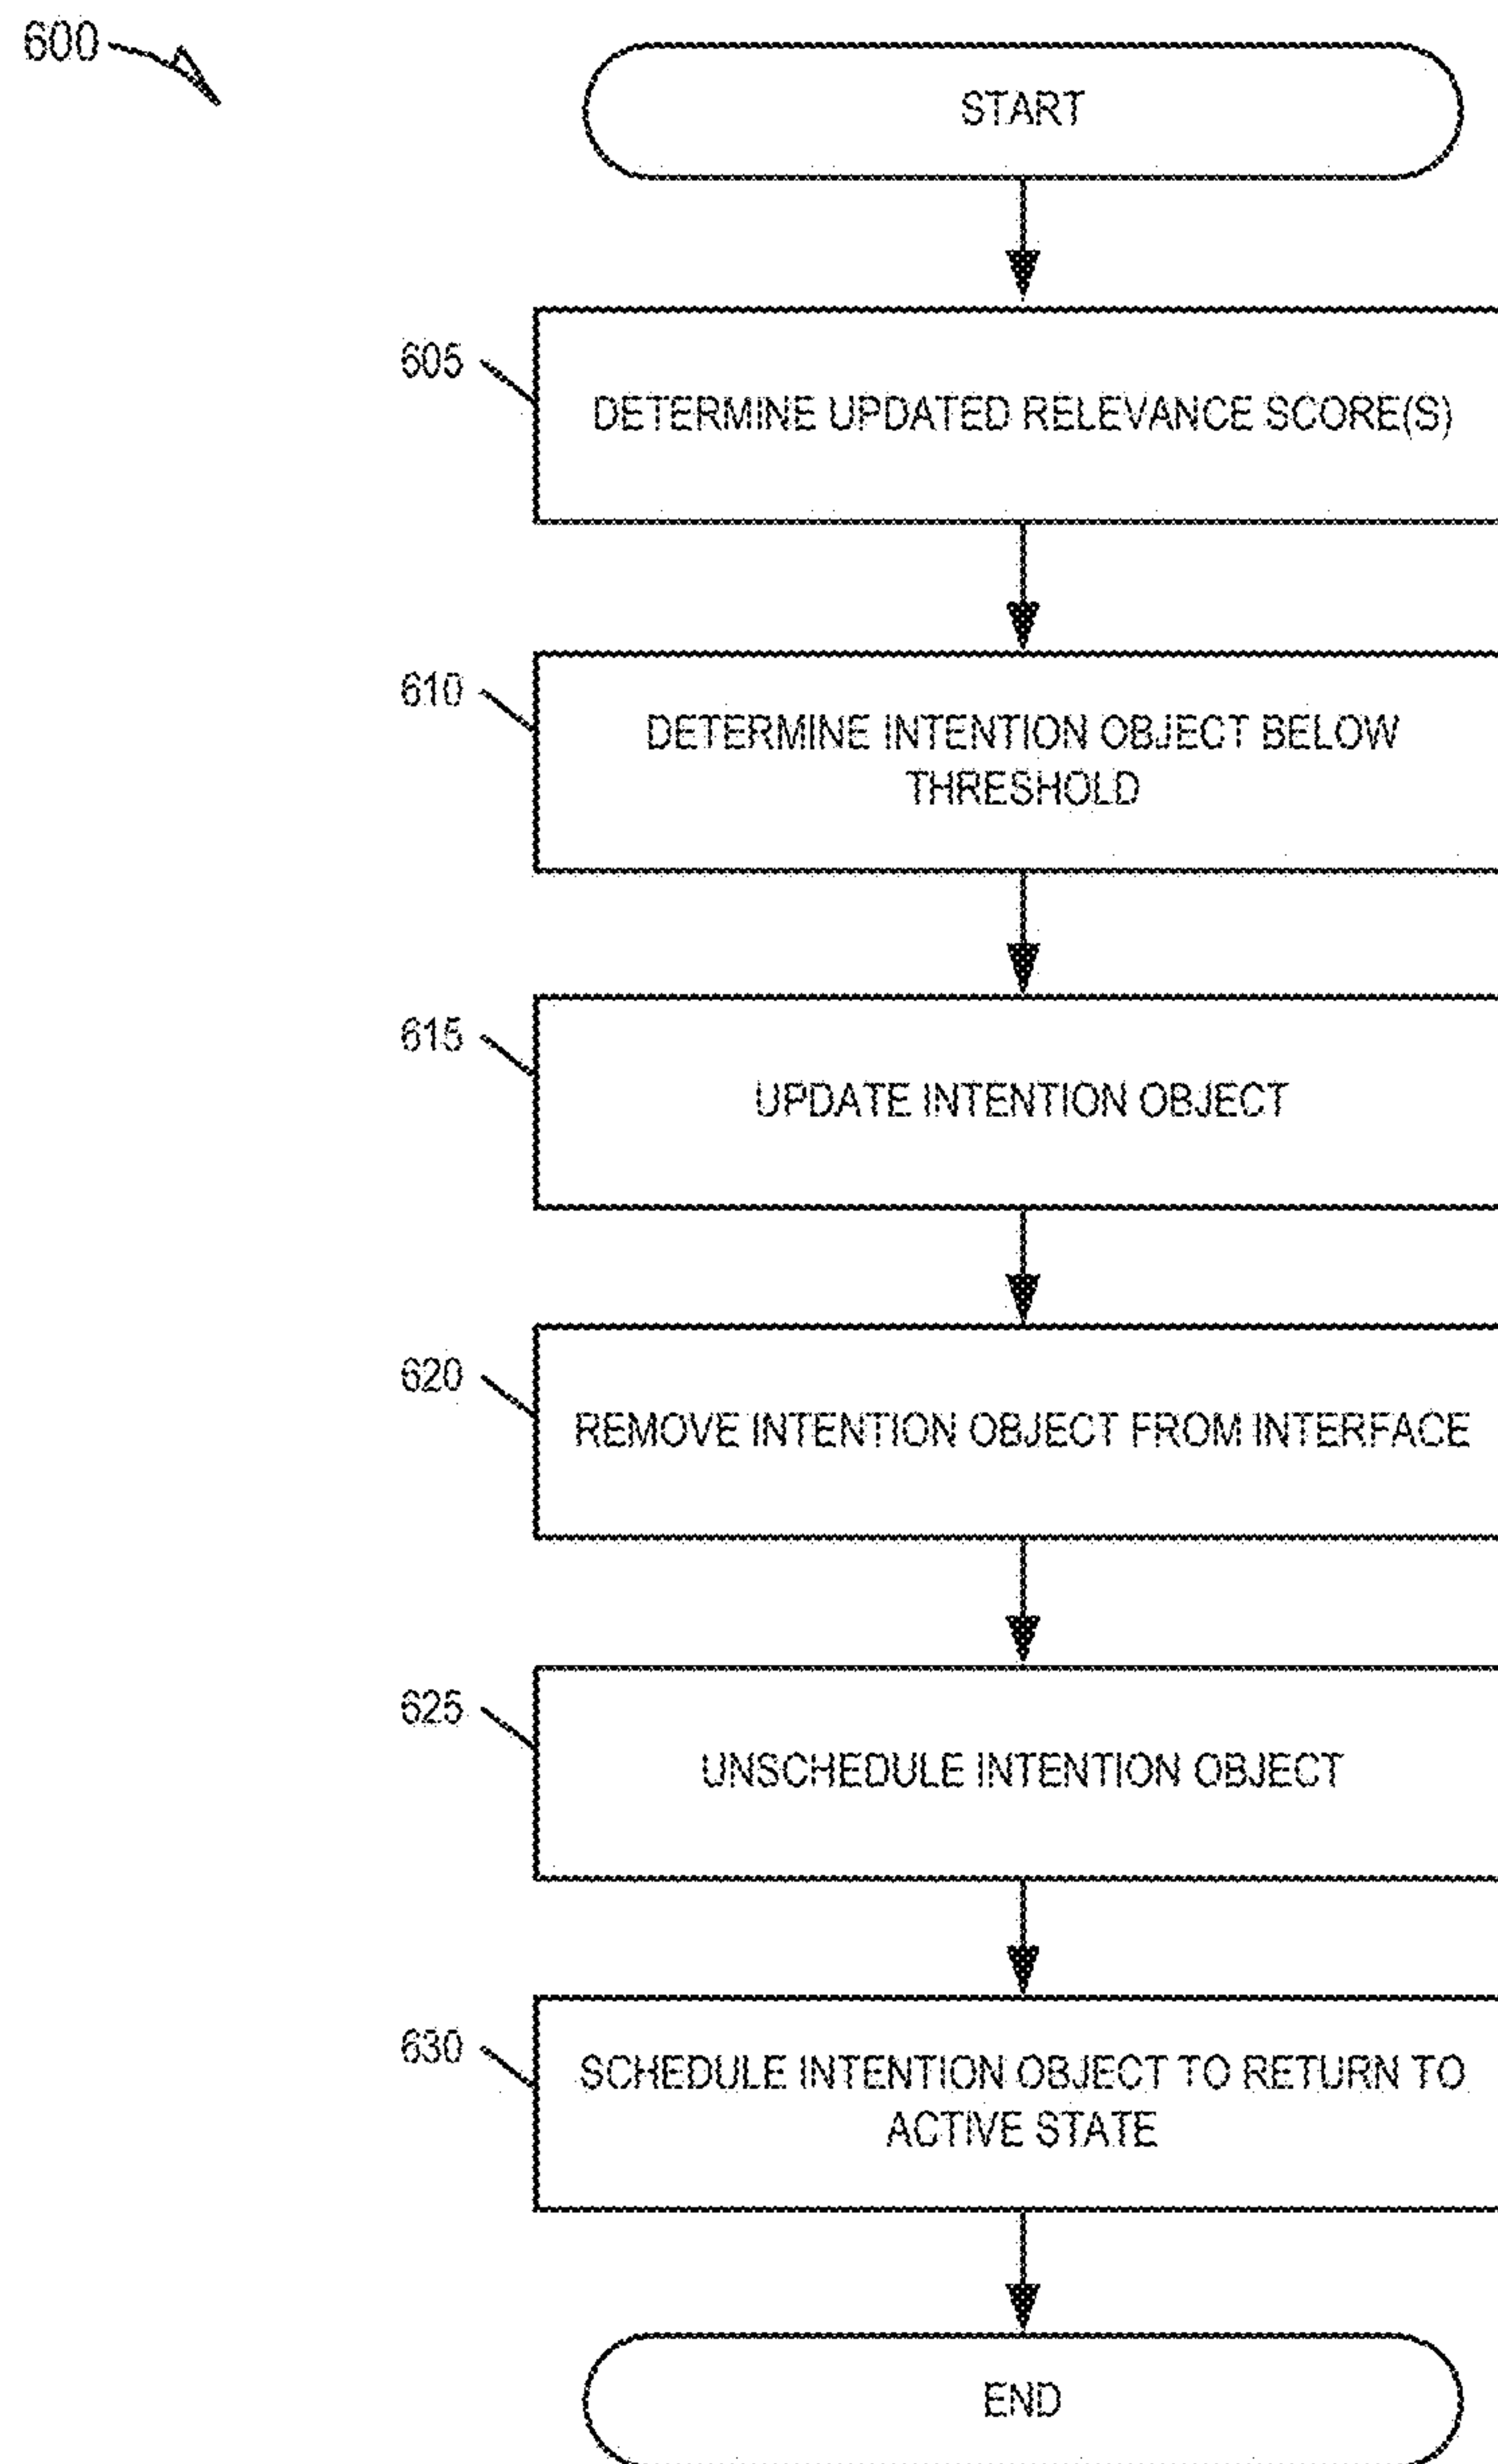 600
START
605
DETERMINE UPDATED RELEVANCE SCORE(S)
610
DETERMINE INTENTION OBJECT BELOW
THRESHOLD
615
UPDATE INTENTION OBJECT
620
REMOVE INTENTION OBJECT FROM INTERFACE
625
UNSCHEDULE INTENTION OBJECT
630
SCHEDULE INTENTION OBJECT TO RETURN TO
ACTIVE STATE
END